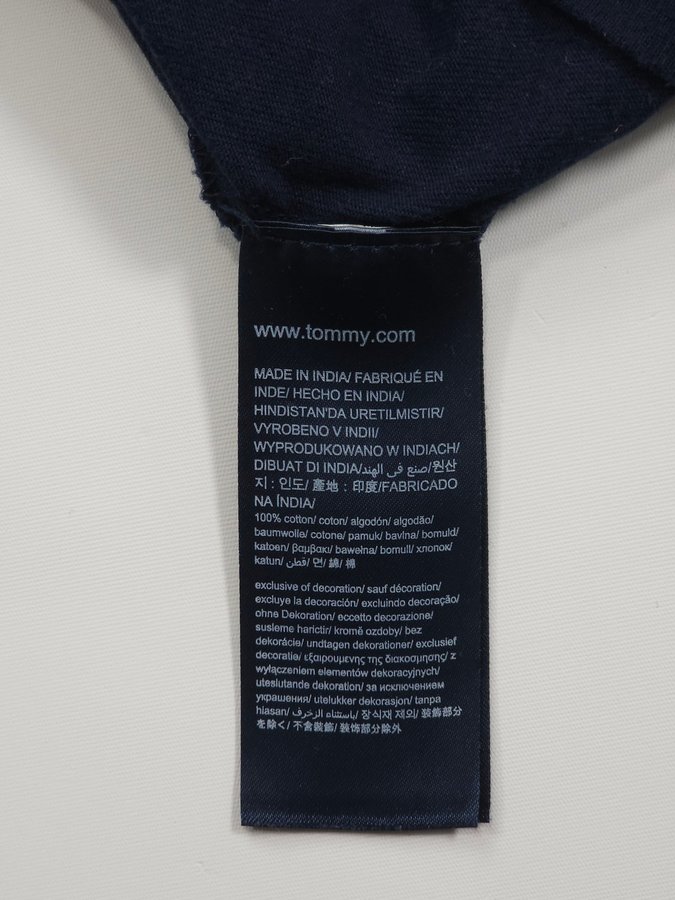 www.tommy.com
MADE IN INDIA/ FABRIQUÉ EN
INDE/ HECHO EN INDIA/
HINDISTAN'DA URETILMISTIR/
VYROBENO V INDII/
WYPRODUKOWANO W INDIACH/
DIBUAT DI INDIA/صنع في الهند/원산
지 : 인도/ 產地 : 印度/FABRICADO
NA ÍNDIA/
100% cotton/ coton/ algodón/ algodão/
baumwolle/ cotone/ pamuk/ bavlna/ bomuld/
katoen/ βαμβακι/ bawełna/ bomull/ хлопок/
katun/ قطن/ 면/ 綿/ 棉
exclusive of decoration/ sauf décoration/
excluye la decoración/ excluindo decoração/
ohne Dekoration/ eccetto decorazione/
susleme harictir/ kromě ozdoby/ bez
dekorácie/ undtagen dekorationer/ exclusief
decoratie/ εξαιρουμενης της διακοσμησης/ z
wyłączeniem elementów dekoracyjnych/
uteslutande dekoration/ за исключением
украшения/ utelukker dekorasjon/ tanpa
hiasan/ باستثناء الزخرف/ 장식재 제외/ 装飾部分
を除く/ 不含装飾/ 装饰部分除外